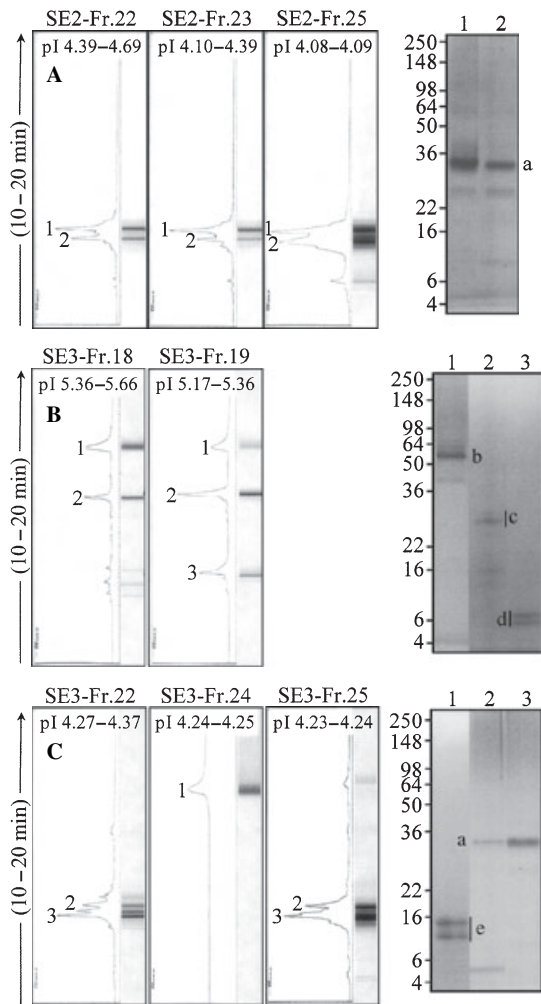 SE2-Fr.22 SE2-Fr.23 SE2-Fr.25
pI 4.39–4.69 pI 4.10–4.39 pI 4.08–4.09
A
(10 – 20 min)
1
2
1
2
1
2
1 2
250
148
98
64
50
36
a
22
16
6
4
SE3-Fr.18 SE3-Fr.19
pI 5.36–5.66 pI 5.17–5.36
B
(10 – 20 min)
1
2
1
2
3
1 2 3
250
148
98
64
b
50
36
c
22
16
d
6
4
SE3-Fr.22 SE3-Fr.24 SE3-Fr.25
pI 4.27–4.37 pI 4.24–4.25 pI 4.23–4.24
C
(10 – 20 min)
2
3
1
2
3
1 2 3
250
148
98
64
50
36
a
22
16
e
6
4